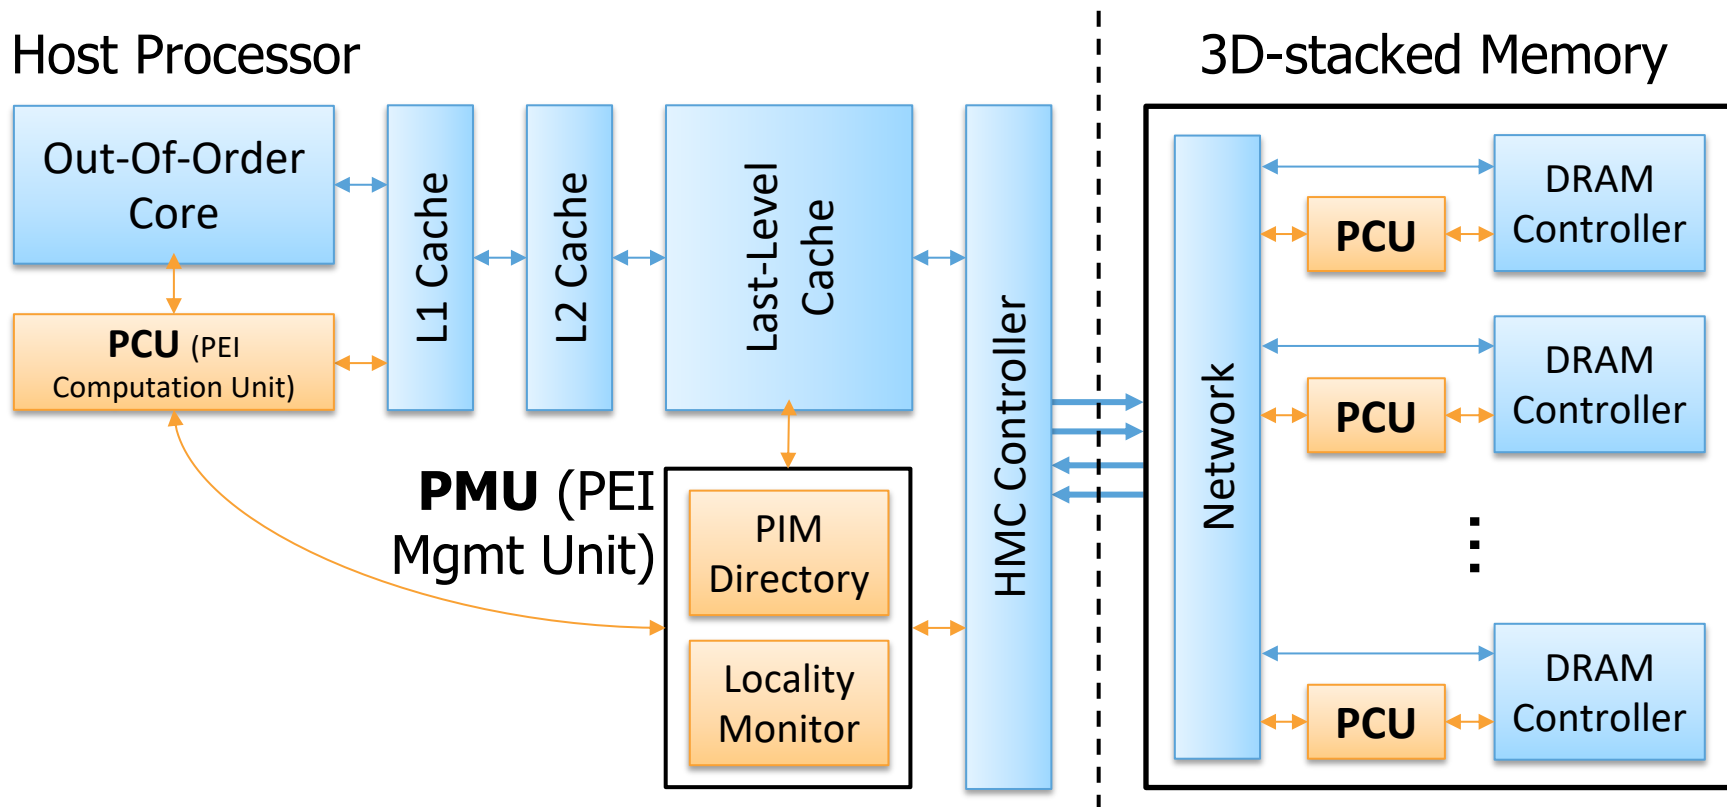 Host Processor
3D-stacked Memory
Out-Of-Order
Core
PCU (PEI
Computation Unit)
L1 Cache
L2 Cache
Last-Level
Cache
PMU (PEI
Mgmt Unit)
PIM
Directory
Locality
Monitor
HMC Controller
Network
DRAM
Controller
PCU
DRAM
Controller
PCU
⋮
DRAM
Controller
PCU